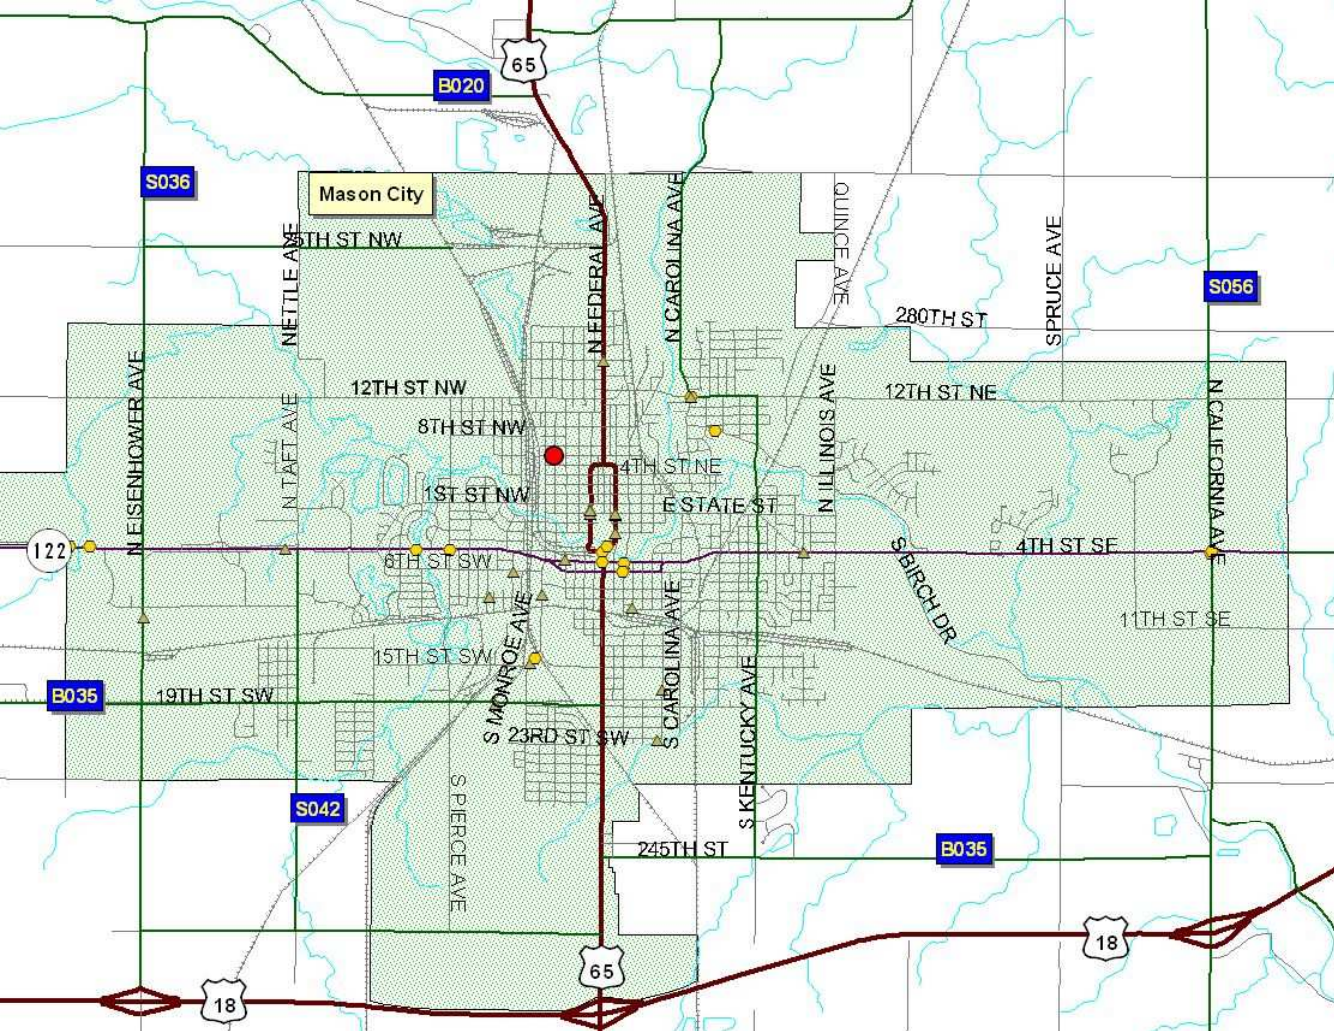 65
B020
S036
Mason City
QUINCE AVE
N CAROLINA AVE
N FEDERAL AVE
NETTLE AVE
5TH ST NW
SPRUCE AVE
S056
280TH ST
N EISENHOWER AVE
12TH ST NW
12TH ST NE
N ILLINOIS AVE
N CALIFORNIA AVE
N TAFT AVE
8TH ST NW
4TH ST NE
1ST ST NW
E STATE ST
122
6TH ST SW
4TH ST SE
S BIRCH DR
11TH ST SE
S MONROE AVE
S CAROLINA AVE
15TH ST SW
B035
19TH ST SW
S KENTUCKY AVE
23RD ST SW
S PIERCE AVE
S042
245TH ST
B035
18
65
18